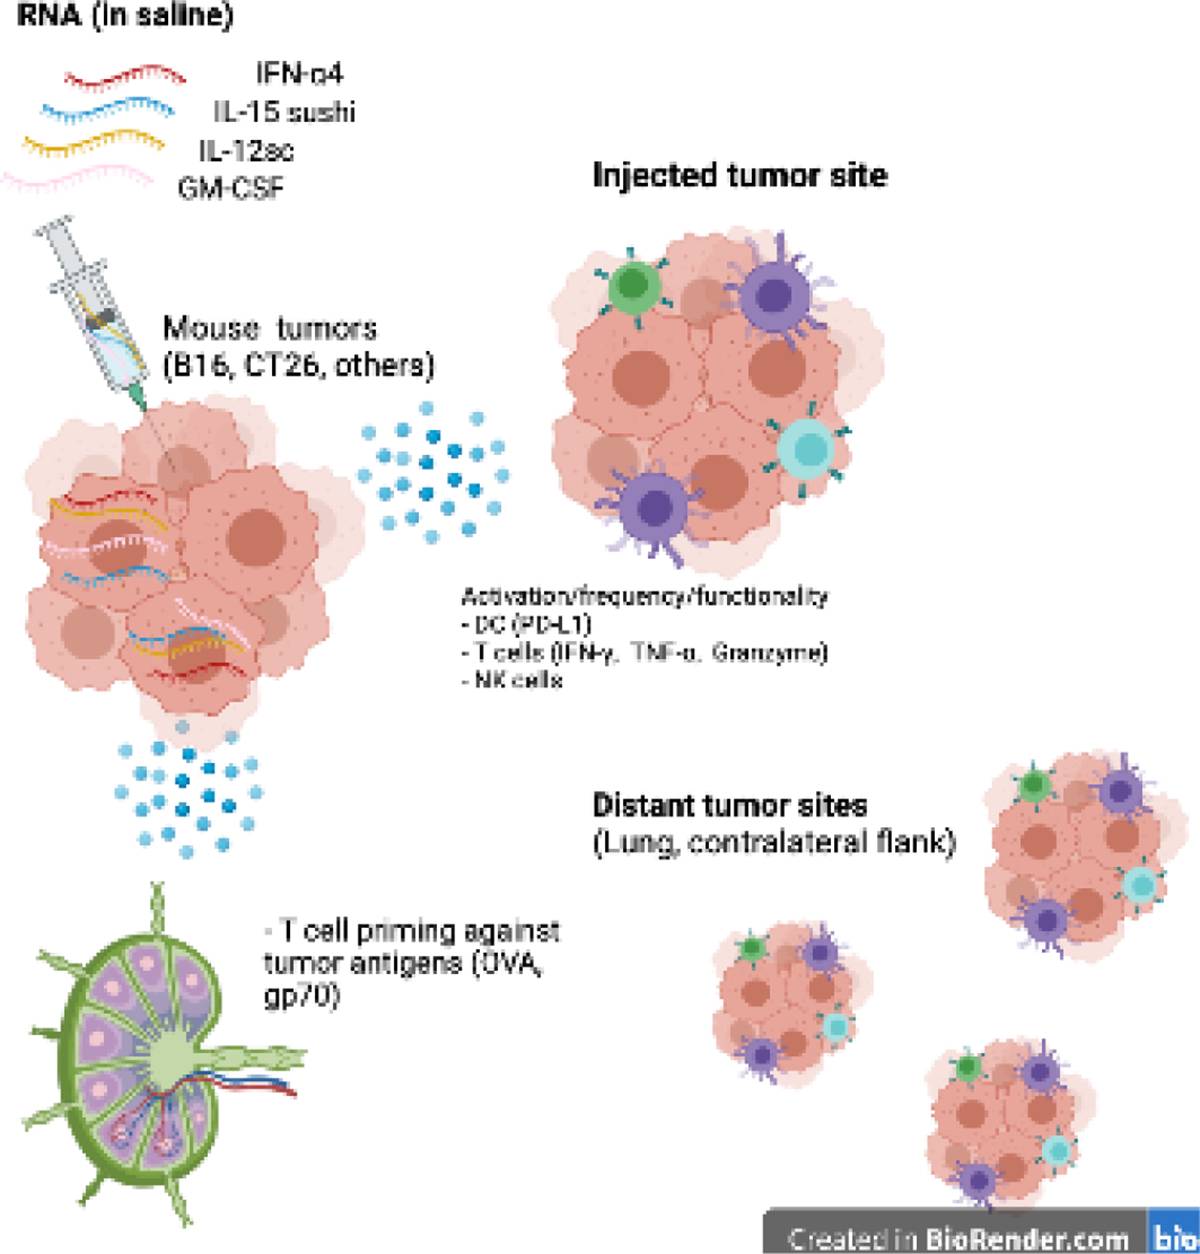 RNA (in saline)
IFN-α4
IL-15 sushi
IL-12sc
GM-CSF
Injected tumor site
Mouse tumors
(B16, CT26, others)
Activation/frequency/functionality
- DC (PD-L1)
- T cells (IFN-γ, TNF-α, Granzyme)
- NK cells
Distant tumor sites
(Lung, contralateral flank)
- T cell priming against
tumor antigens (OVA,
gp70)
Created in BioRender.com bio